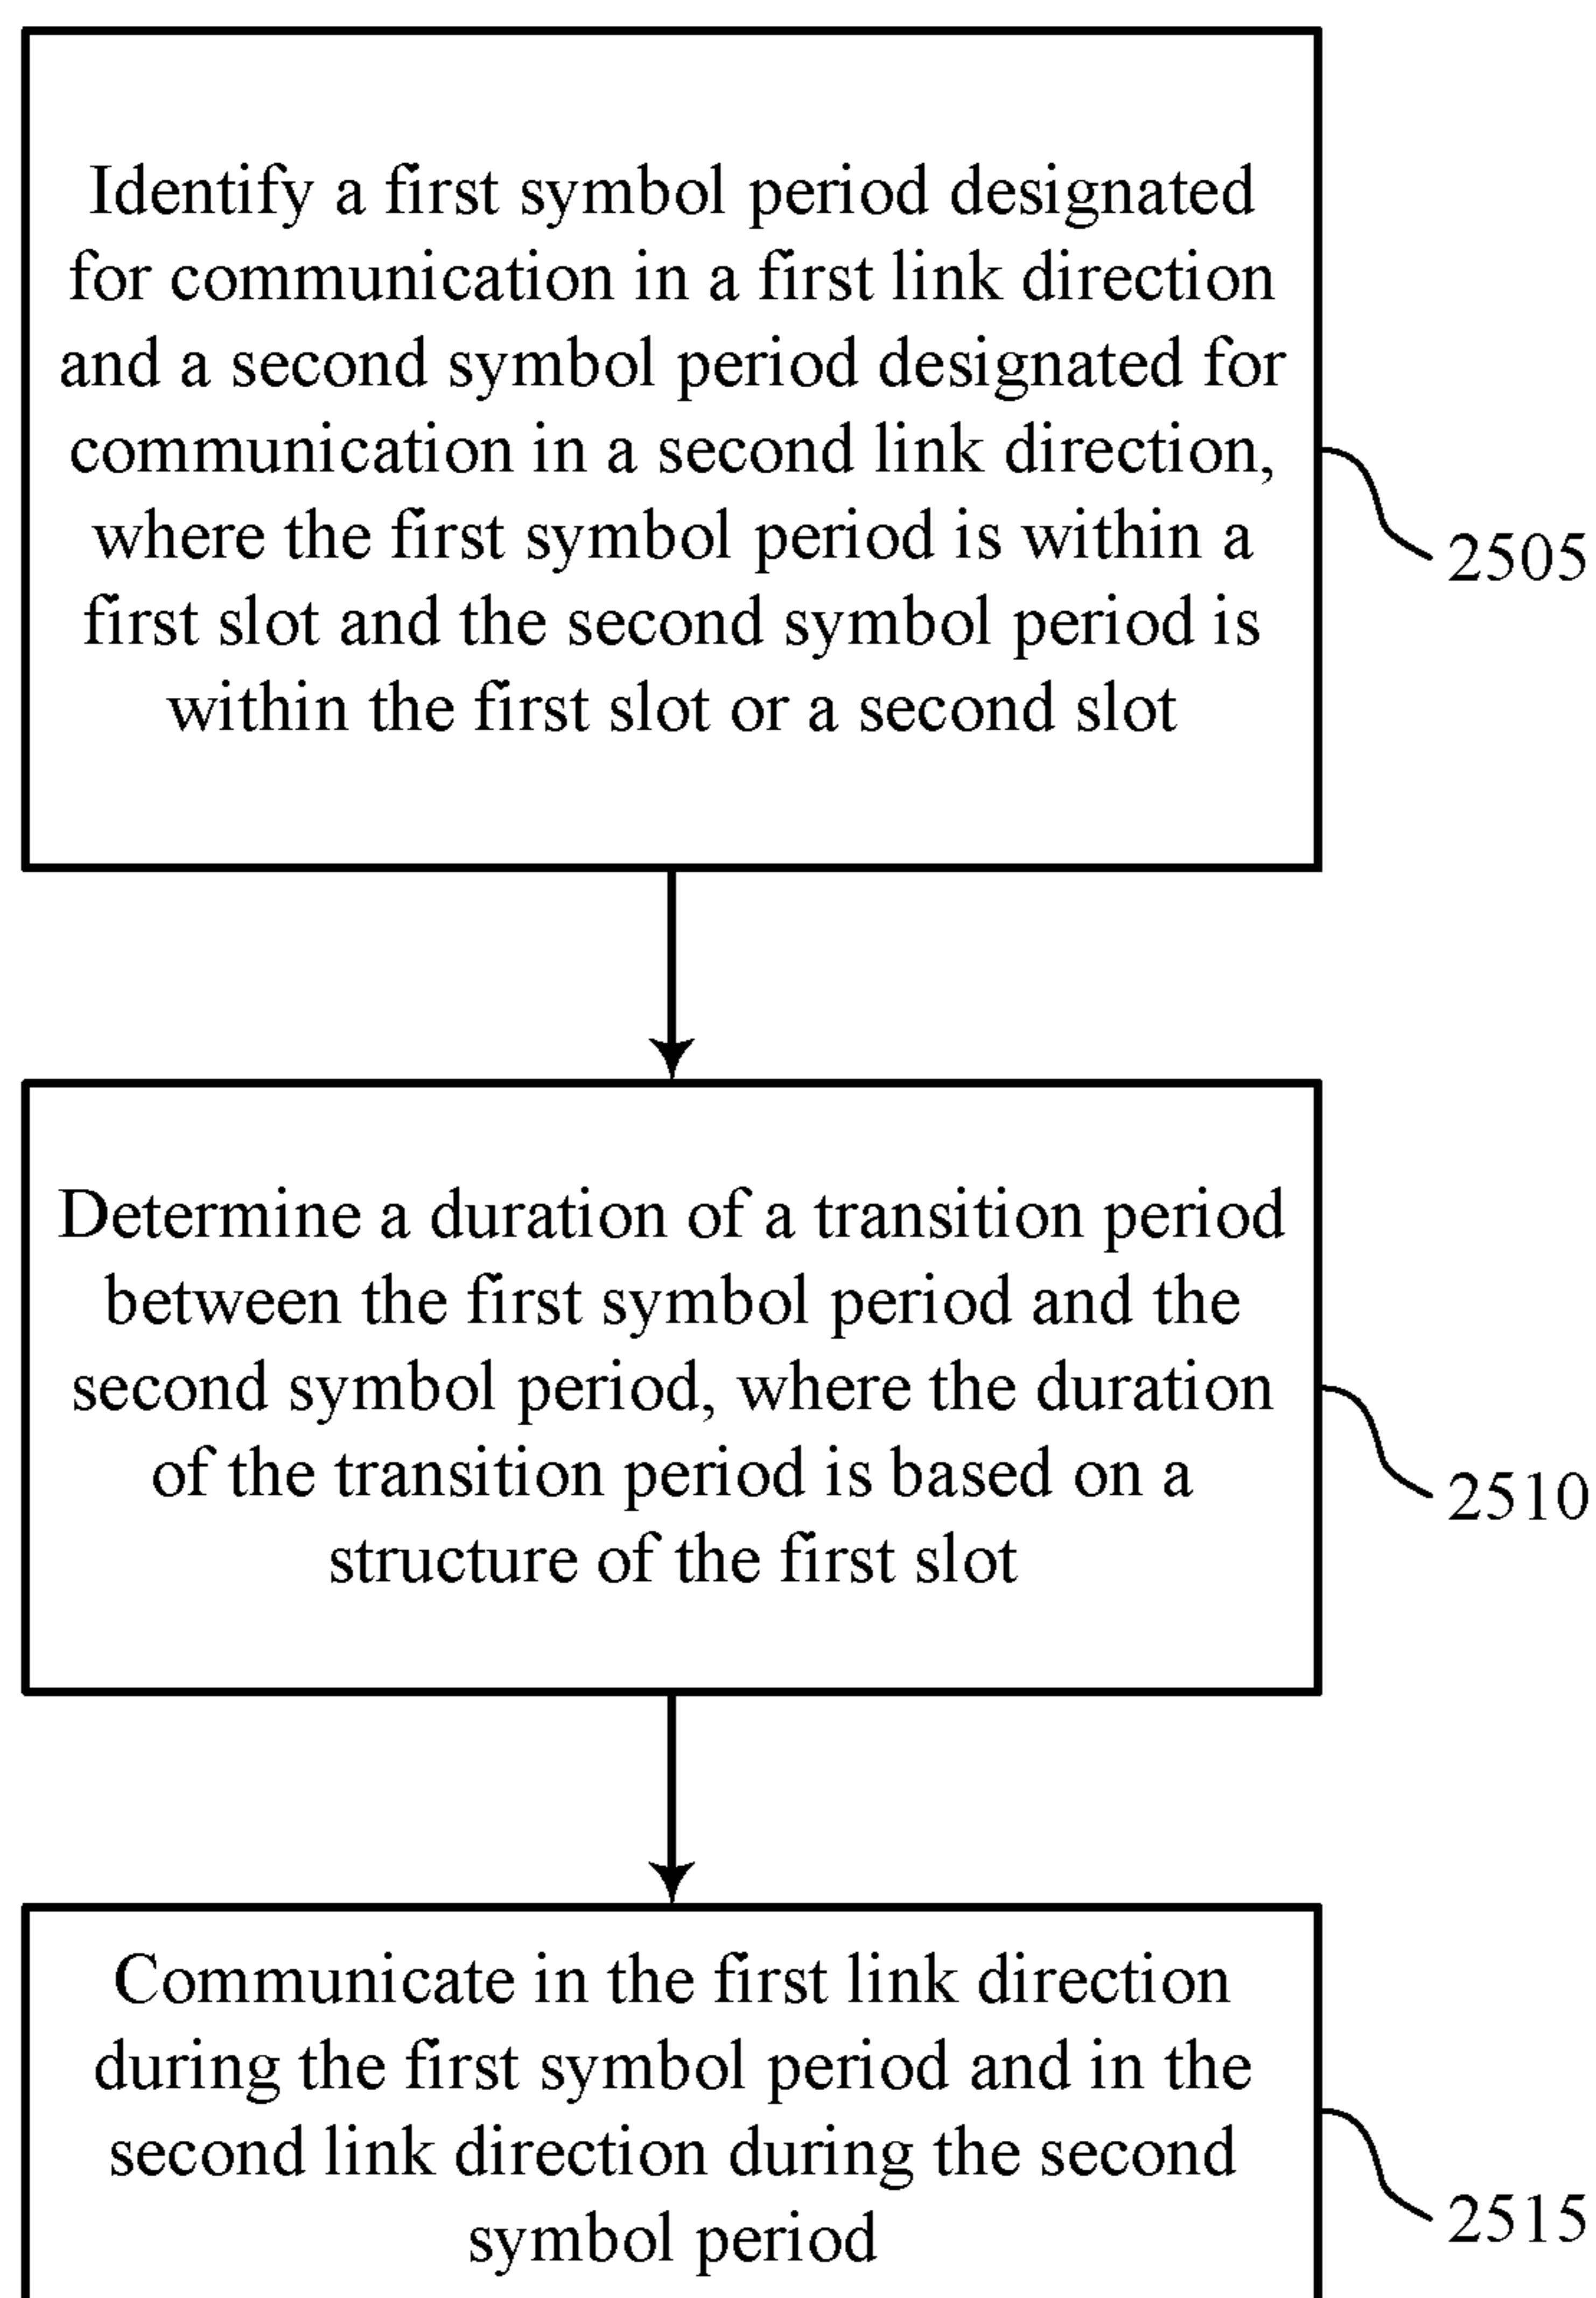 Identify a first symbol period designated
for communication in a first link direction
and a second symbol period designated for
communication in a second link direction,
where the first symbol period is within a
first slot and the second symbol period is
within the first slot or a second slot
2505
Determine a duration of a transition period
between the first symbol period and the
second symbol period, where the duration
of the transition period is based on a
structure of the first slot
2510
Communicate in the first link direction
during the first symbol period and in the
second link direction during the second
symbol period
2515